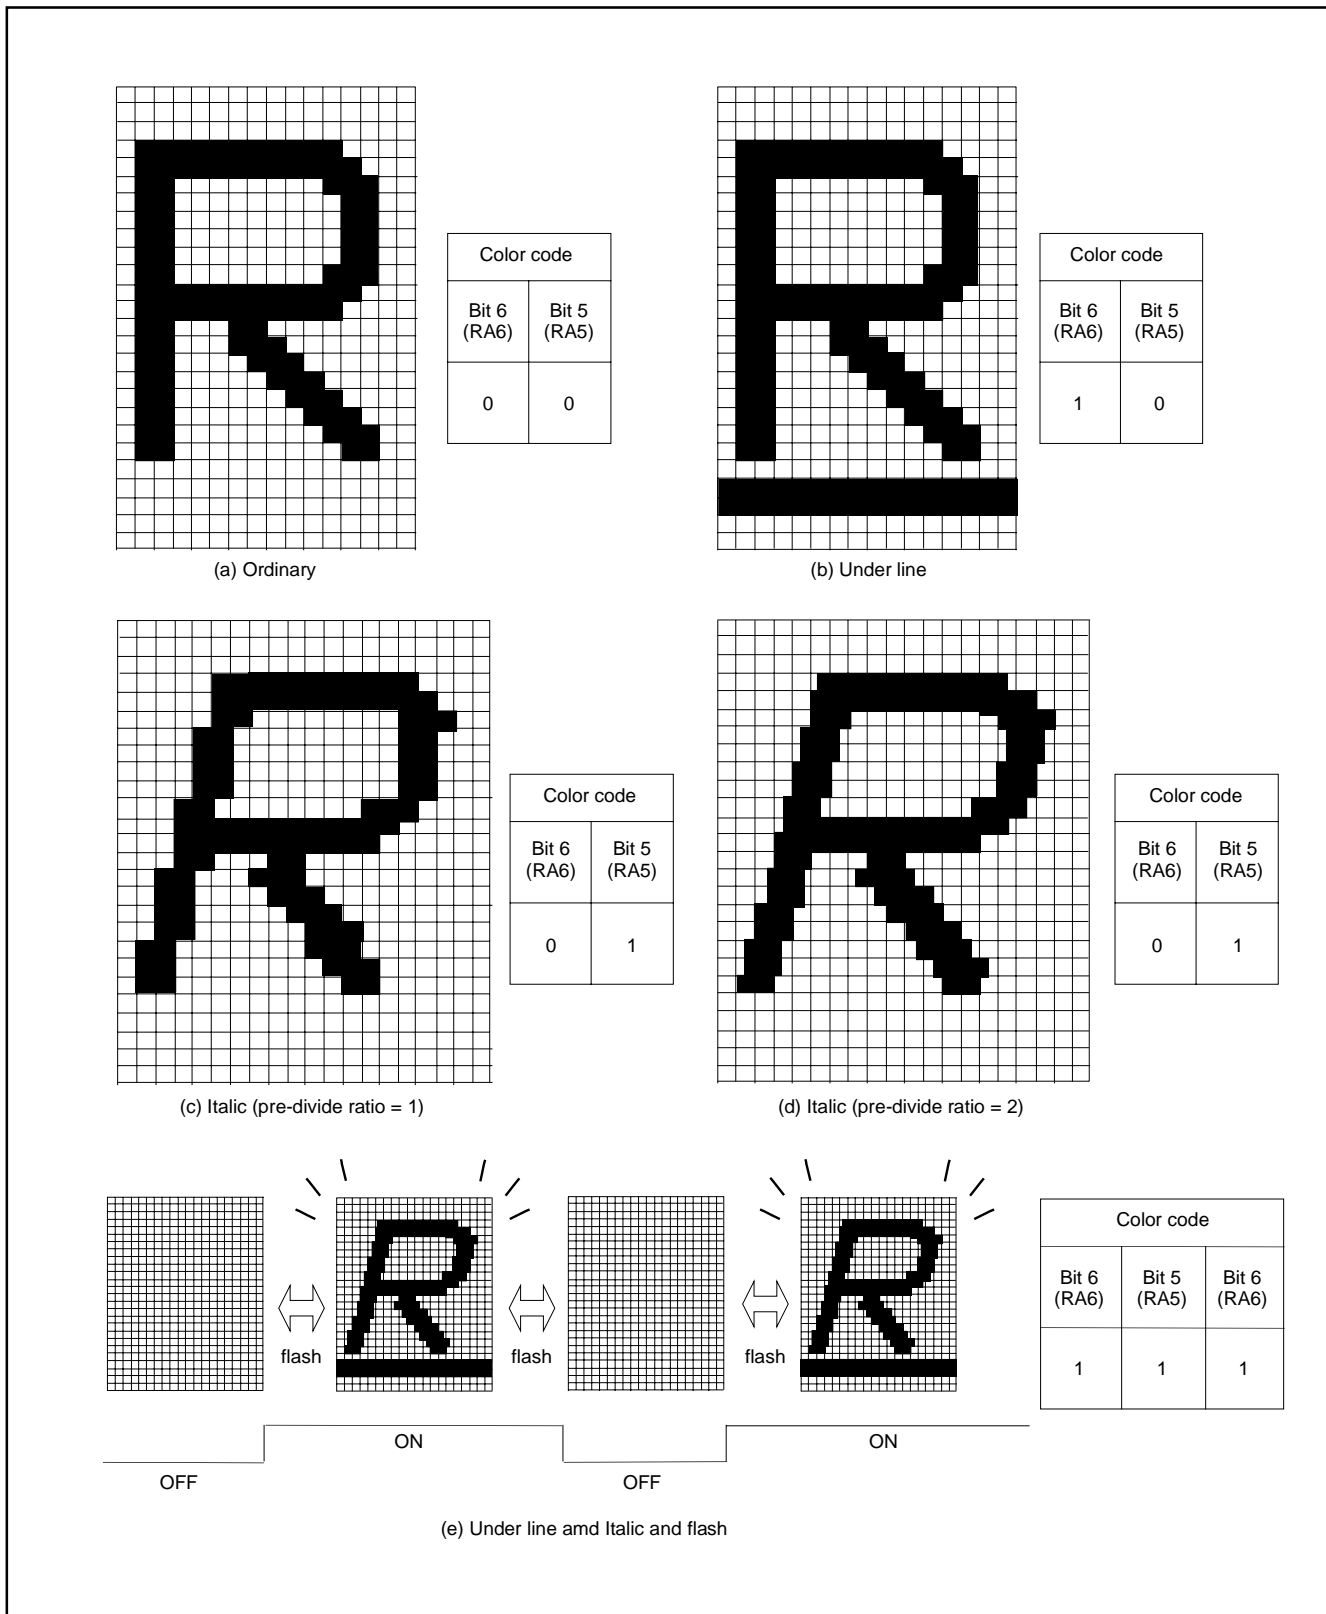 Color code
Bit 6 Bit 5
(RA6) (RA5)
0 0
Color code
Bit 6 Bit 5
(RA6) (RA5)
1 0
(a) Ordinary
(b) Under line
Color code
Bit 6 Bit 5
(RA6) (RA5)
0 1
Color code
Bit 6 Bit 5
(RA6) (RA5)
0 1
(c) Italic (pre-divide ratio = 1)
(d) Italic (pre-divide ratio = 2)
Color code
Bit 6 Bit 5 Bit 6
(RA6) (RA5) (RA6)
1 1 1
flash flash flash
ON ON
OFF OFF
(e) Under line amd Italic and flash